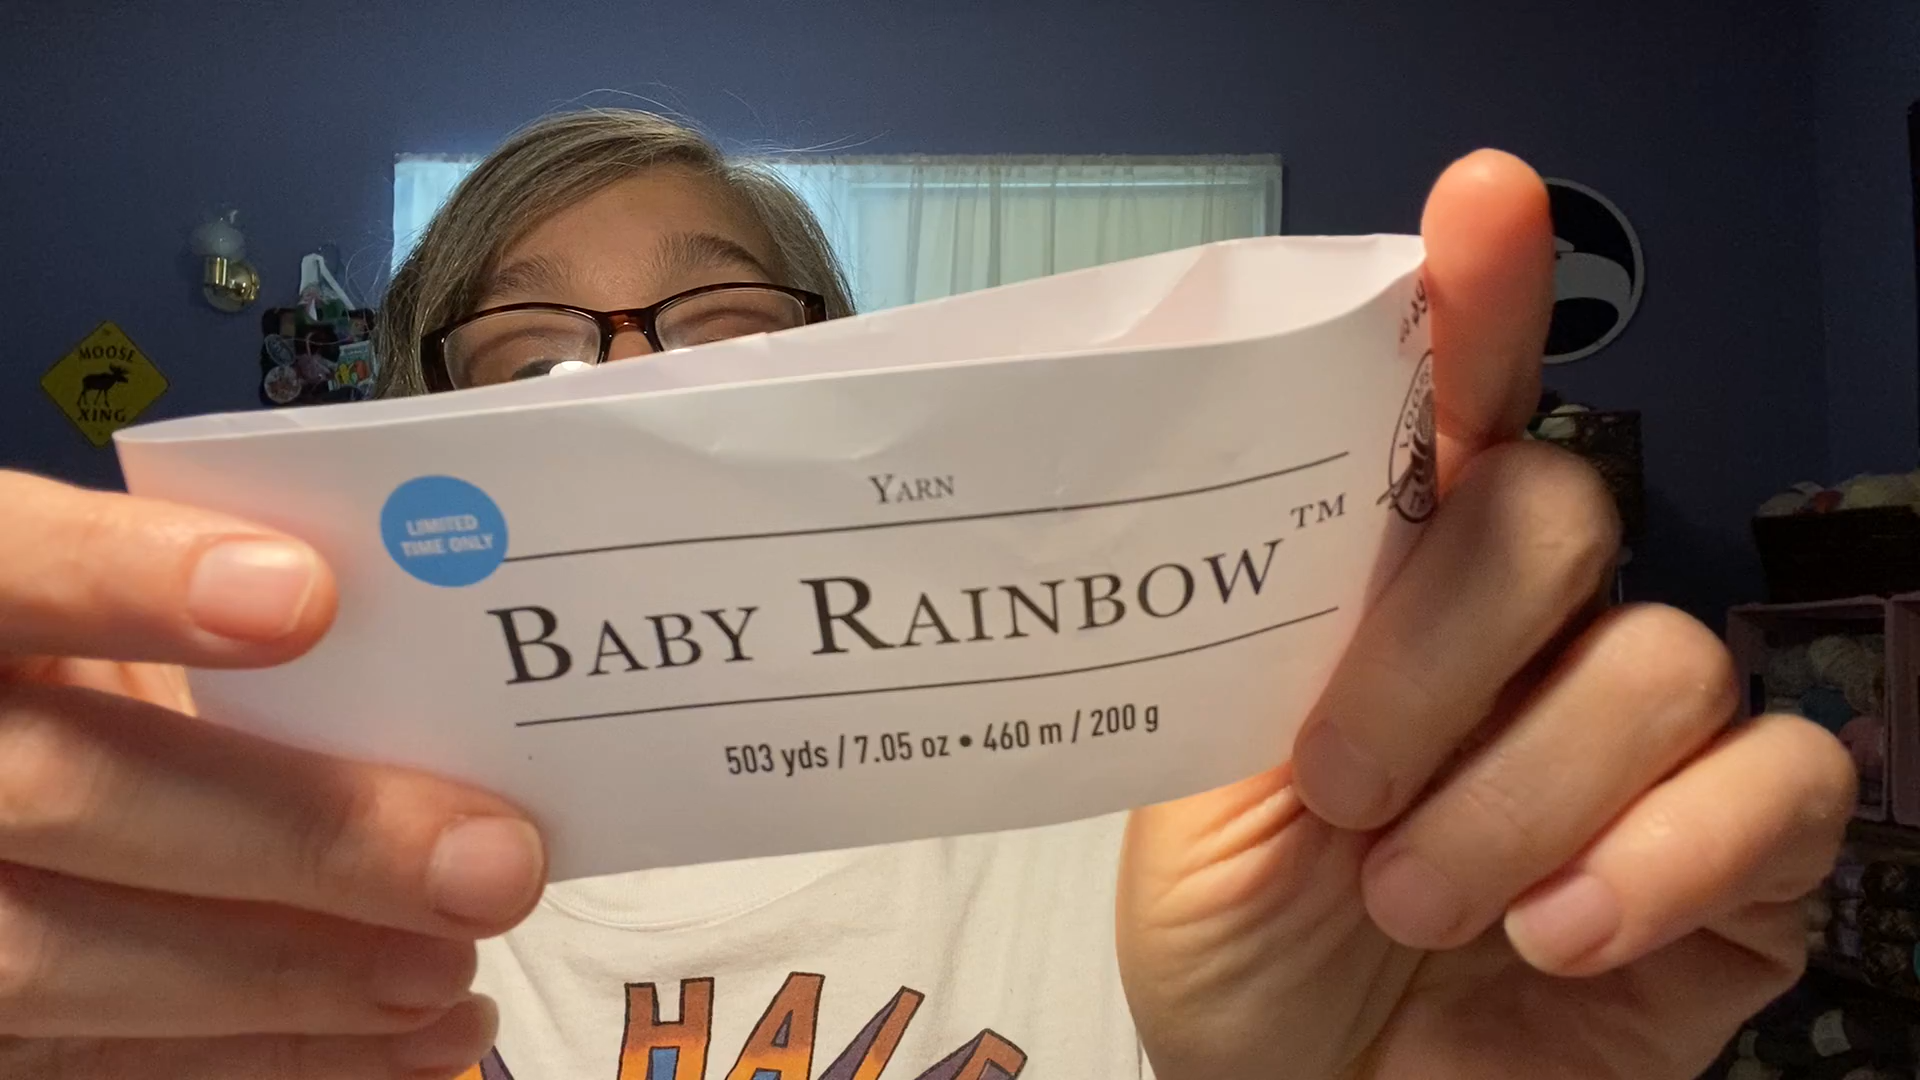 MOOSE
XING
LIMITED
TIME ONLY
YARN
BABY RAINBOW™
503 yds / 7.05 oz • 460 m / 200 g